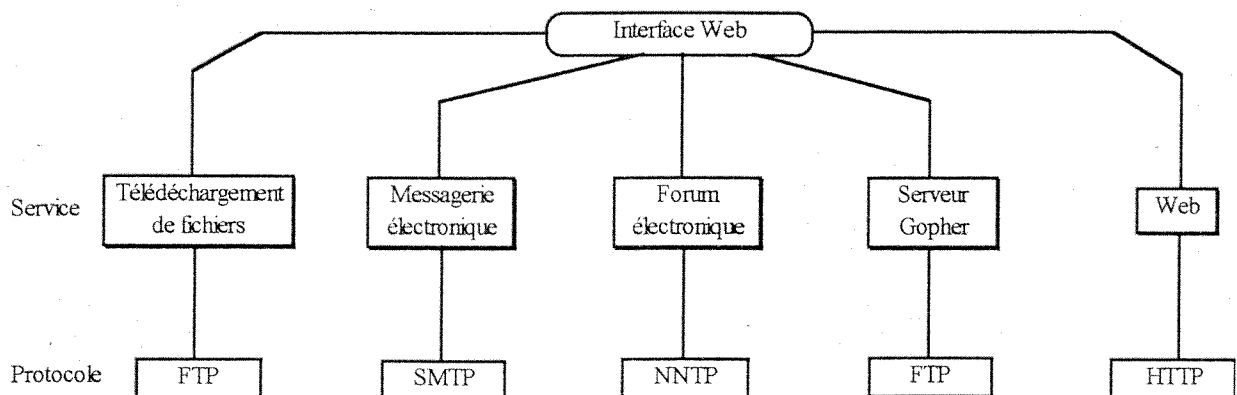 Interface Web
Service
Télédéchargement
de fichiers
Messagerie
électronique
Forum
électronique
Serveur
Gopher
Web
Protocole
FTP
SMTP
NNTP
FTP
HTTP